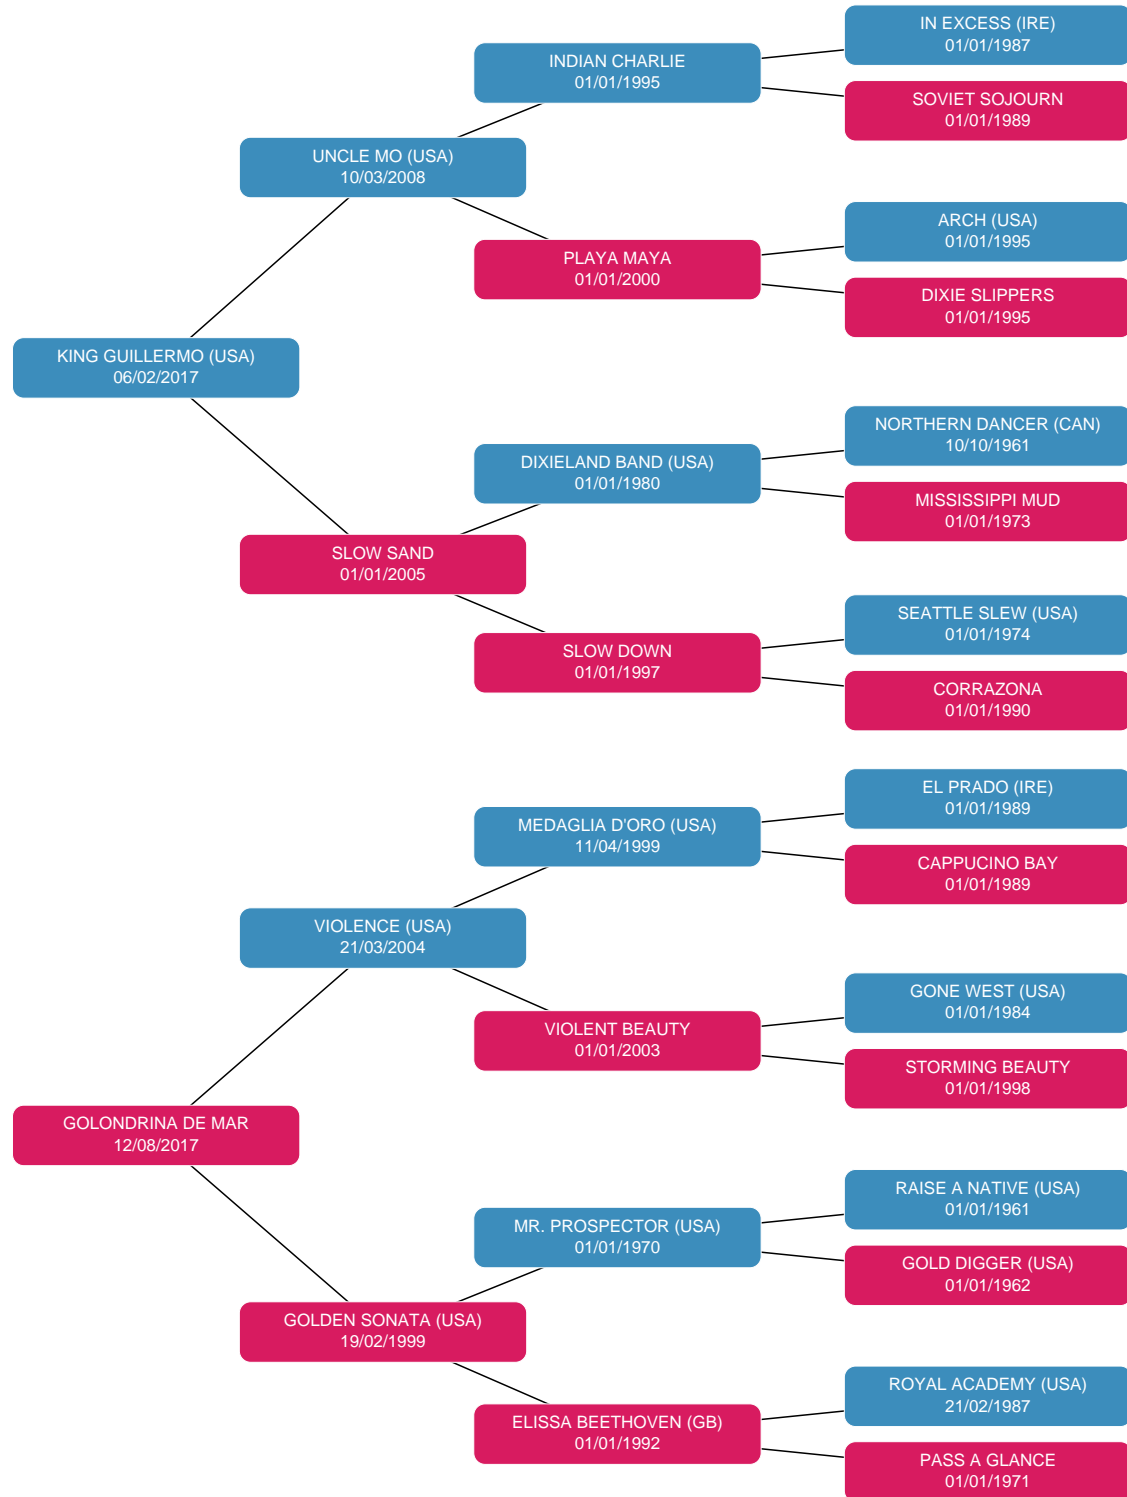 IN EXCESS (IRE)
01/01/1987
INDIAN CHARLIE
01/01/1995
SOVIET SOJOURN
01/01/1989
UNCLE MO (USA)
10/03/2008
ARCH (USA)
01/01/1995
PLAYA MAYA
01/01/2000
DIXIE SLIPPERS
01/01/1995
KING GUILLERMO (USA)
06/02/2017
NORTHERN DANCER (CAN)
10/10/1961
DIXIELAND BAND (USA)
01/01/1980
MISSISSIPPI MUD
01/01/1973
SLOW SAND
01/01/2005
SEATTLE SLEW (USA)
01/01/1974
SLOW DOWN
01/01/1997
CORRAZONA
01/01/1990
EL PRADO (IRE)
01/01/1989
MEDAGLIA D'ORO (USA)
11/04/1999
CAPPUCINO BAY
01/01/1989
VIOLENCE (USA)
21/03/2004
GONE WEST (USA)
01/01/1984
VIOLENT BEAUTY
01/01/2003
STORMING BEAUTY
01/01/1998
GOLONDRINA DE MAR
12/08/2017
RAISE A NATIVE (USA)
01/01/1961
MR. PROSPECTOR (USA)
01/01/1970
GOLD DIGGER (USA)
01/01/1962
GOLDEN SONATA (USA)
19/02/1999
ROYAL ACADEMY (USA)
21/02/1987
ELISSA BEETHOVEN (GB)
01/01/1992
PASS A GLANCE
01/01/1971